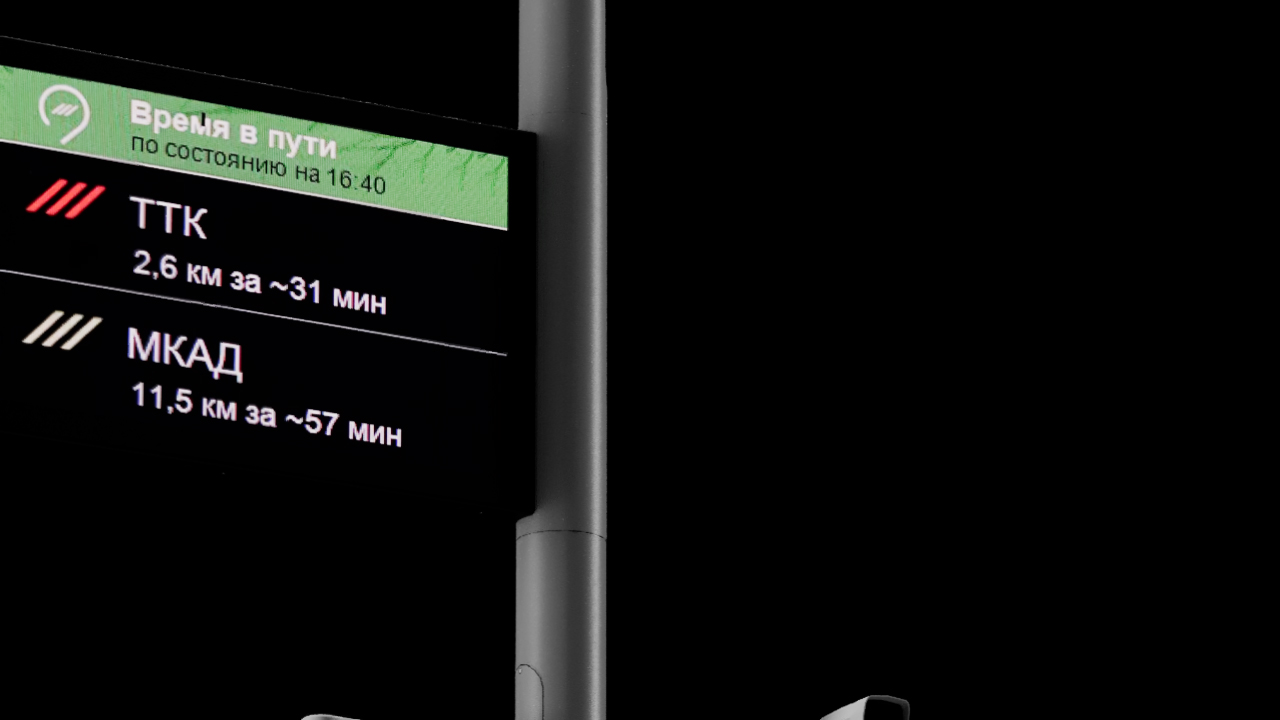 Время в пути
по состоянию на 16:40
ТТК
2,6 км за ~31 мин
МКАД
11,5 км за ~57 мин